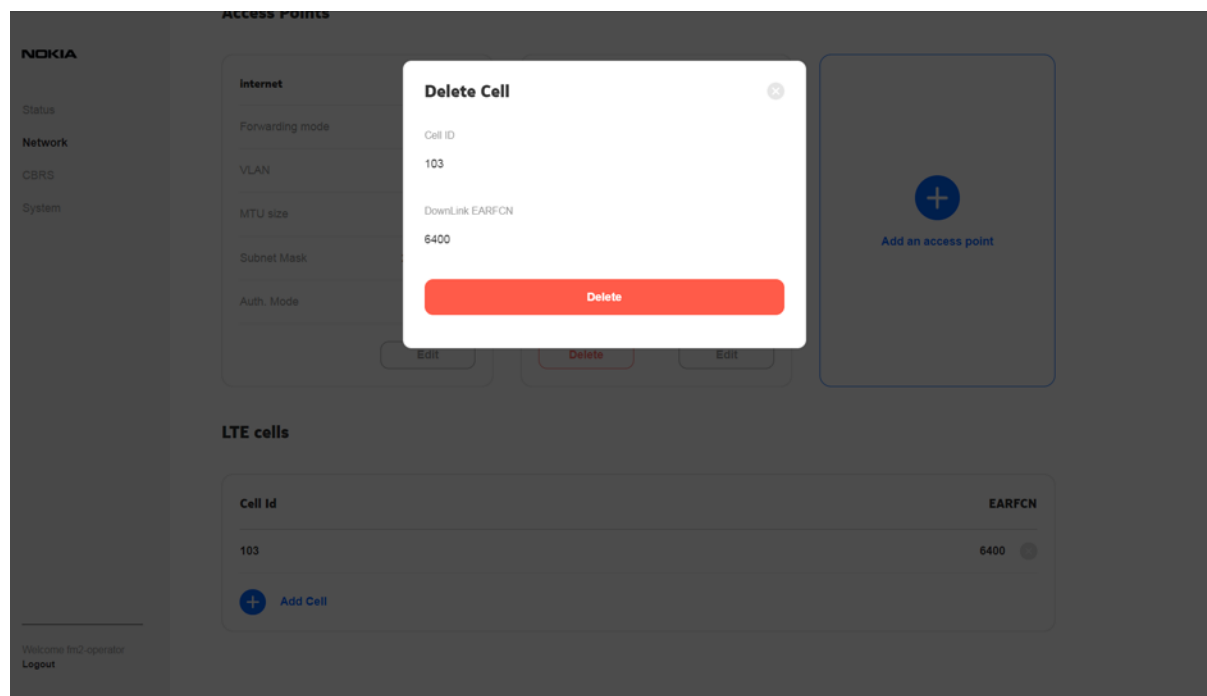 Access Points
NOKIA
Status
Network
CBRS
System
internet
Forwarding mode
VLAN
MTU size
Subnet Mask
Auth. Mode
Edit
Delete Cell
Cell ID
103
DownLink EARFCN
6400
Delete
Delete
Edit
Add an access point
LTE cells
Cell Id
EARFCN
103
6400
Add Cell
Welcome fm2-operator
Logout